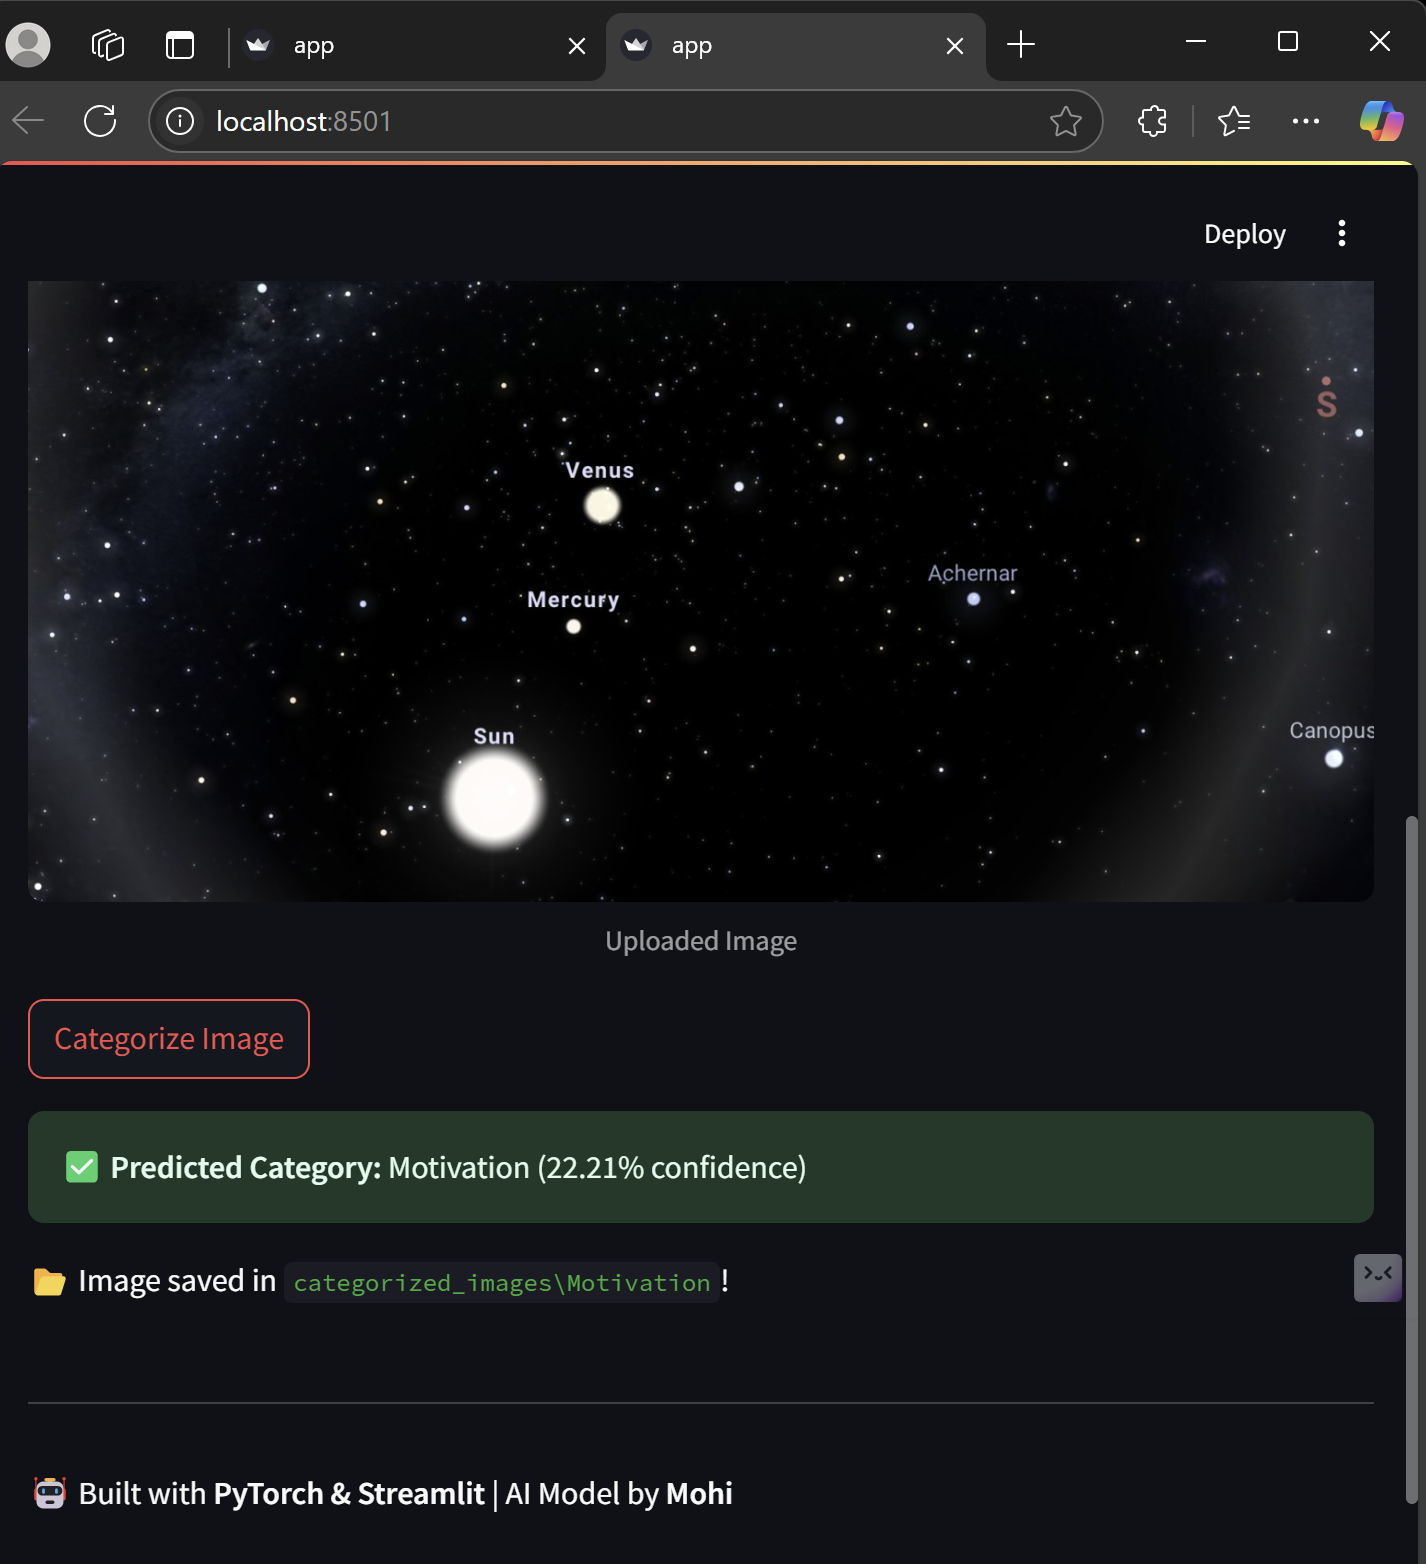 app
app
localhost:8501
Deploy
S
Venus
Achernar
Mercury
Sun
Canopus
Uploaded Image
Categorize Image
Predicted Category: Motivation (22.21% confidence)
Image saved in categorized_images\Motivation!
Built with PyTorch & Streamlit | AI Model by Mohi